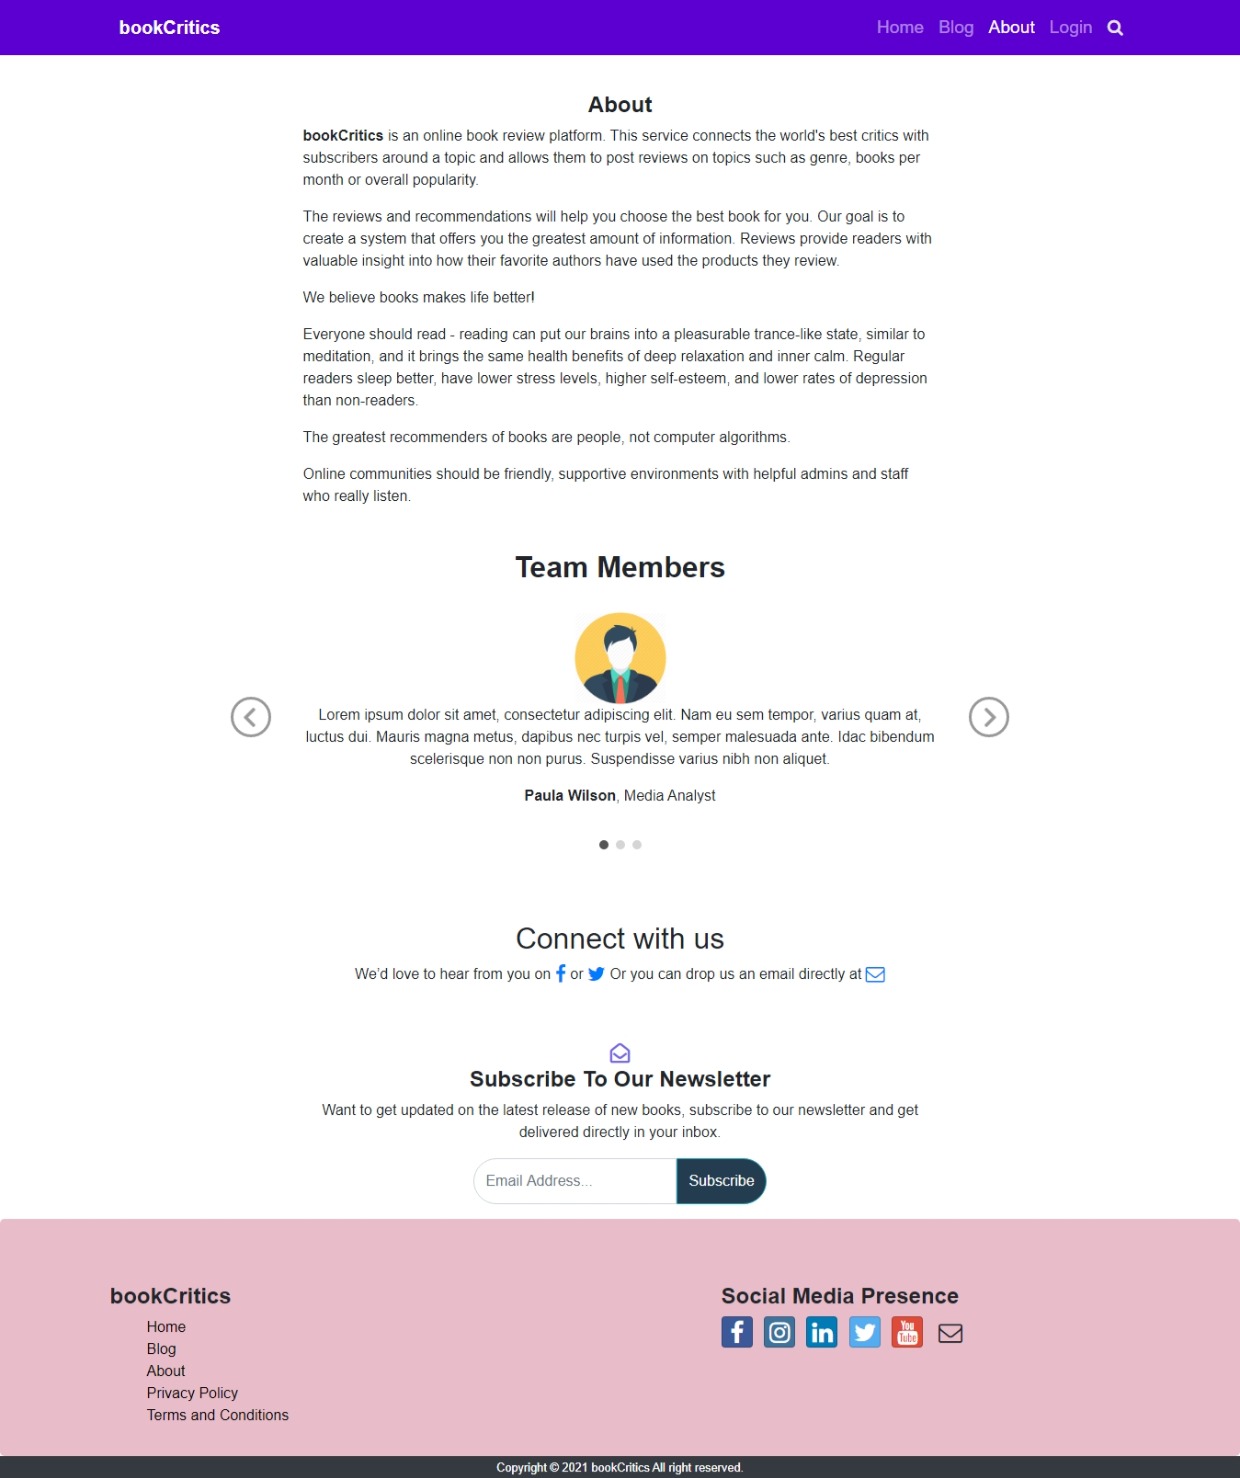 bookCritics
Home Blog About Login
About
bookCritics is an online book review platform. This service connects the world's best critics with
subscribers around a topic and allows them to post reviews on topics such as genre, books per
month or overall popularity.
The reviews and recommendations will help you choose the best book for you. Our goal is to
create a system that offers you the greatest amount of information. Reviews provide readers with
valuable insight into how their favorite authors have used the products they review.
We believe books makes life better!
Everyone should read - reading can put our brains into a pleasurable trance-like state, similar to
meditation, and it brings the same health benefits of deep relaxation and inner calm. Regular
readers sleep better, have lower stress levels, higher self-esteem, and lower rates of depression
than non-readers.
The greatest recommenders of books are people, not computer algorithms.
Online communities should be friendly, supportive environments with helpful admins and staff
who really listen.
Team Members
Lorem ipsum dolor sit amet, consectetur adipiscing elit. Nam eu sem tempor, varius quam at,
luctus dui. Mauris magna metus, dapibus nec turpis vel, semper malesuada ante. Idac bibendum
scelerisque non non purus. Suspendisse varius nibh non aliquet.
Paula Wilson, Media Analyst
Connect with us
We'd love to hear from you on f or Or you can drop us an email directly at
Subscribe To Our Newsletter
Want to get updated on the latest release of new books, subscribe to our newsletter and get
delivered directly in your inbox.
Email Address... Subscribe
bookCritics
Home
Blog
About
Privacy Policy
Terms and Conditions
Social Media Presence
f in You Tube
Copyright © 2021 bookCritics All right reserved.